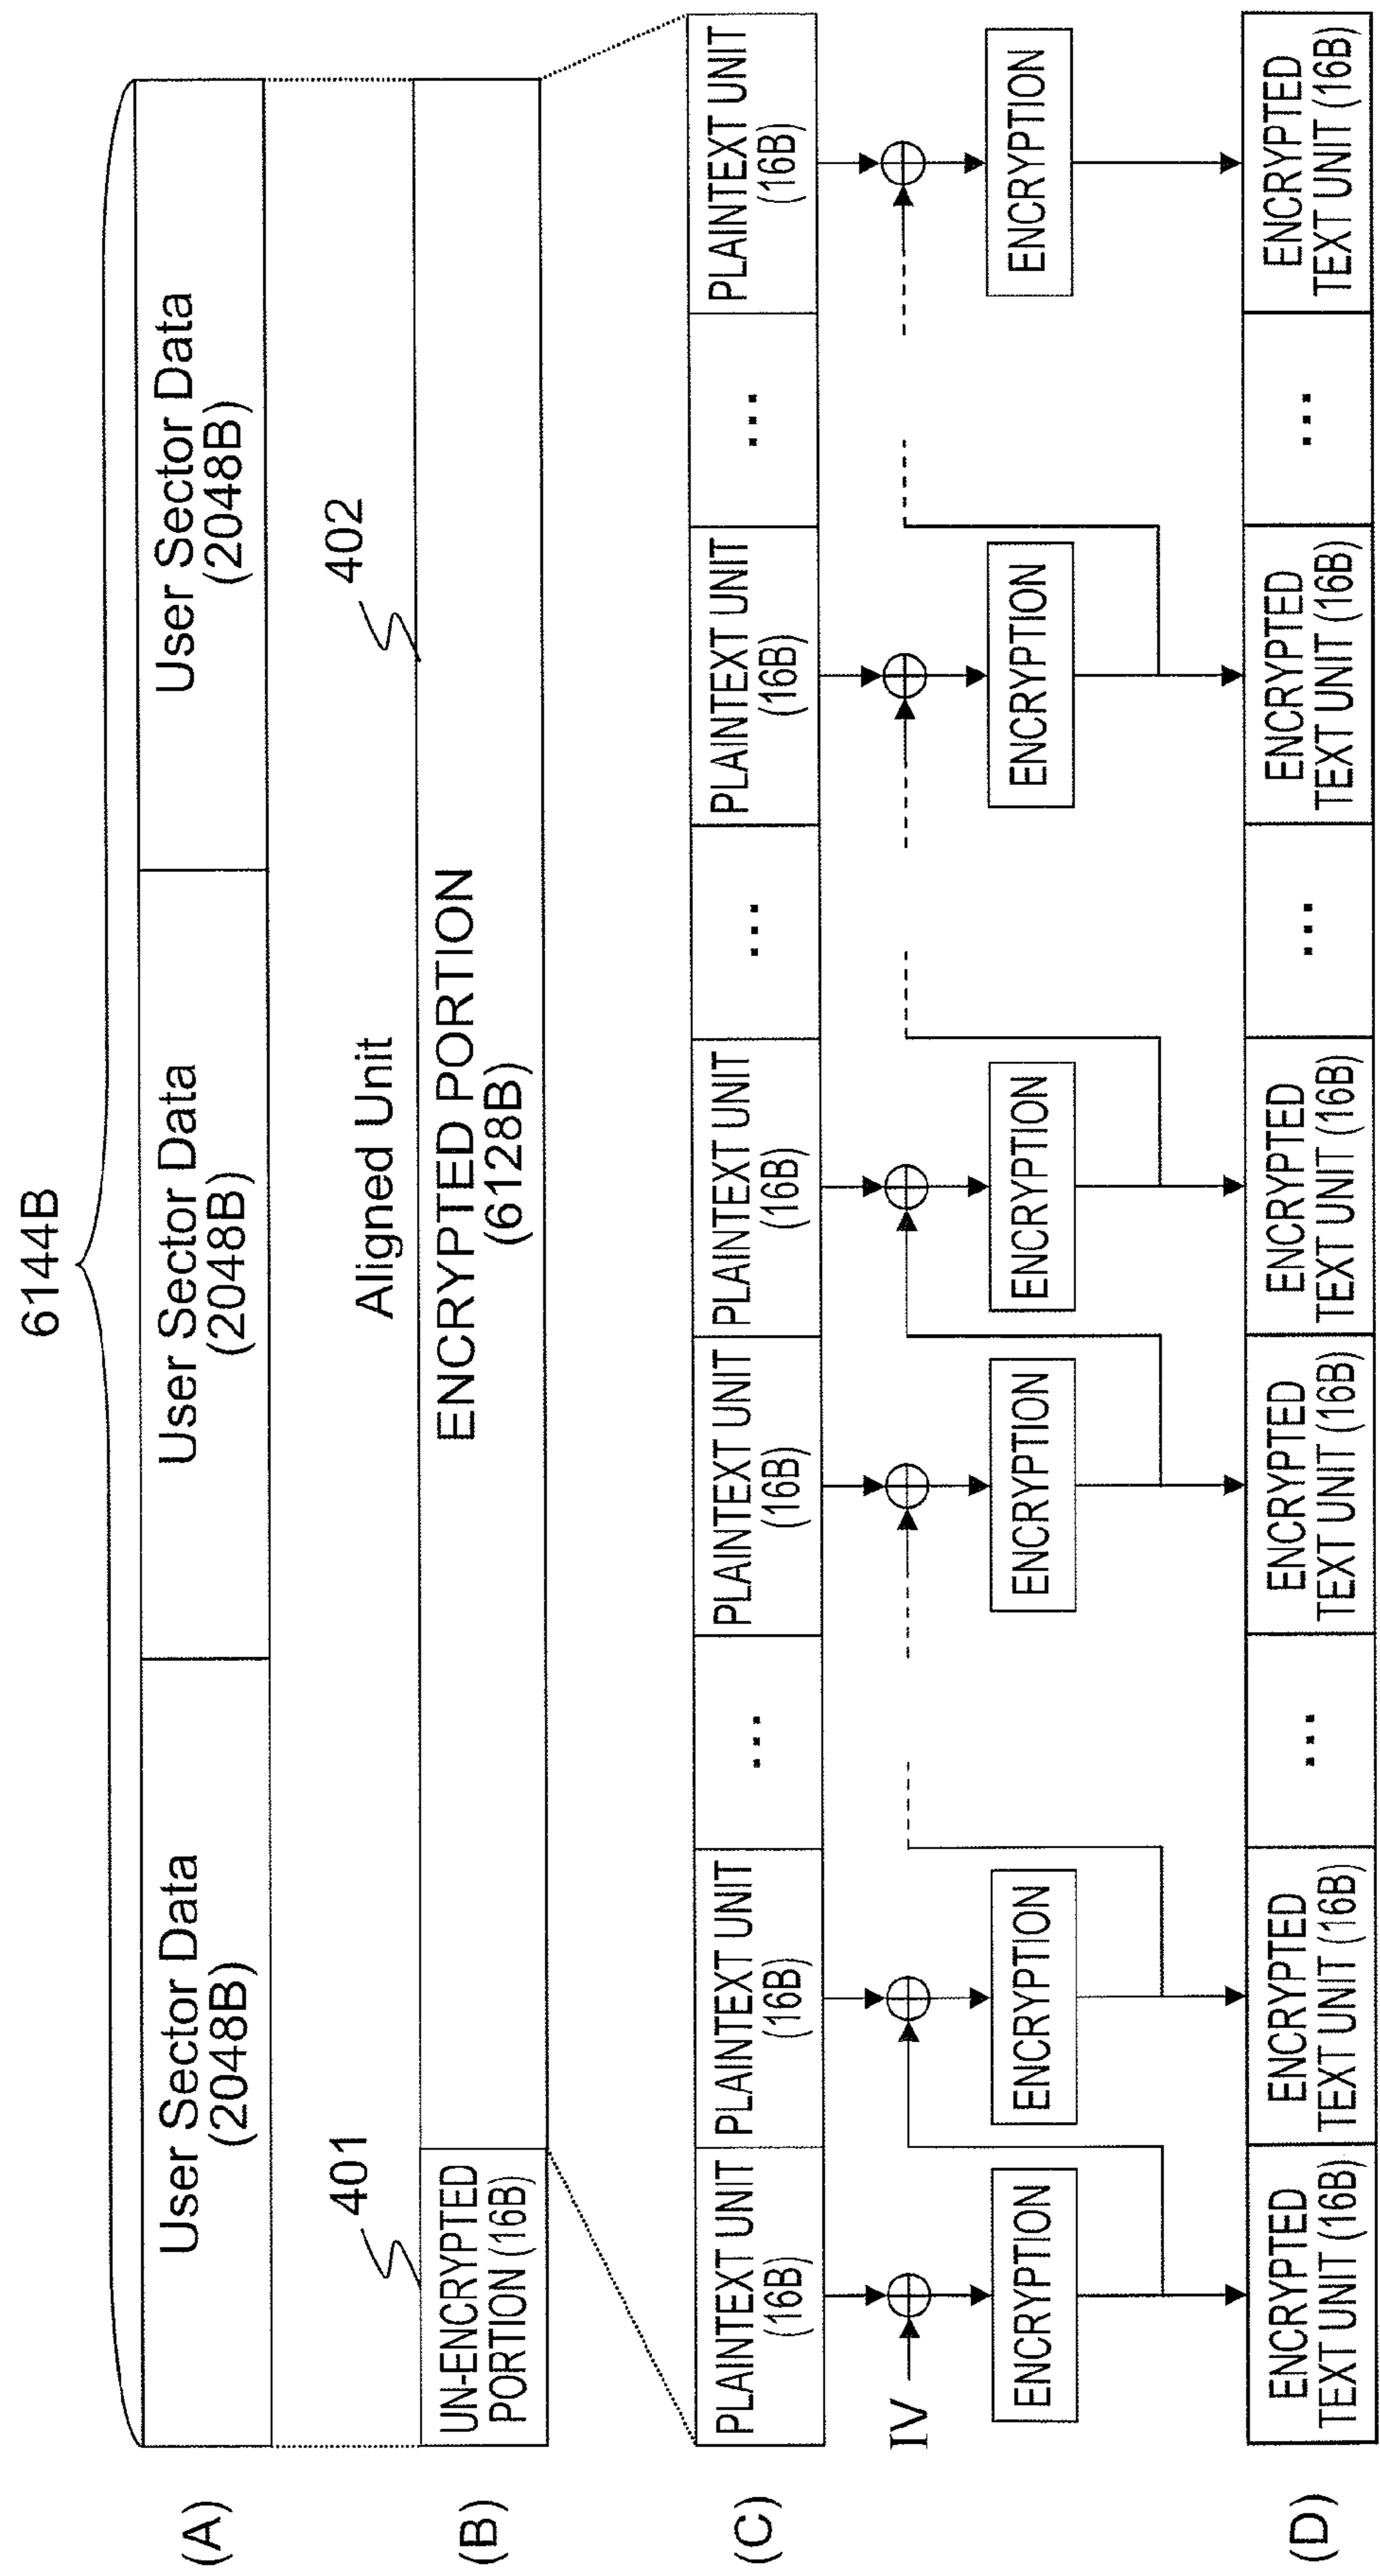 6144B
(A)
User Sector Data
(2048B)
User Sector Data
(2048B)
User Sector Data
(2048B)
401
Aligned Unit
402
(B)
UN-ENCRYPTED
PORTION (16B)
ENCRYPTED PORTION
(6128B)
(C)
PLAINTEXT UNIT
(16B)
PLAINTEXT UNIT
(16B)
...
PLAINTEXT UNIT
(16B)
PLAINTEXT UNIT
(16B)
...
PLAINTEXT UNIT
(16B)
...
PLAINTEXT UNIT
(16B)
IV
ENCRYPTION
ENCRYPTION
ENCRYPTION
ENCRYPTION
ENCRYPTION
ENCRYPTION
(D)
ENCRYPTED
TEXT UNIT (16B)
ENCRYPTED
TEXT UNIT (16B)
...
ENCRYPTED
TEXT UNIT (16B)
ENCRYPTED
TEXT UNIT (16B)
...
ENCRYPTED
TEXT UNIT (16B)
...
ENCRYPTED
TEXT UNIT (16B)